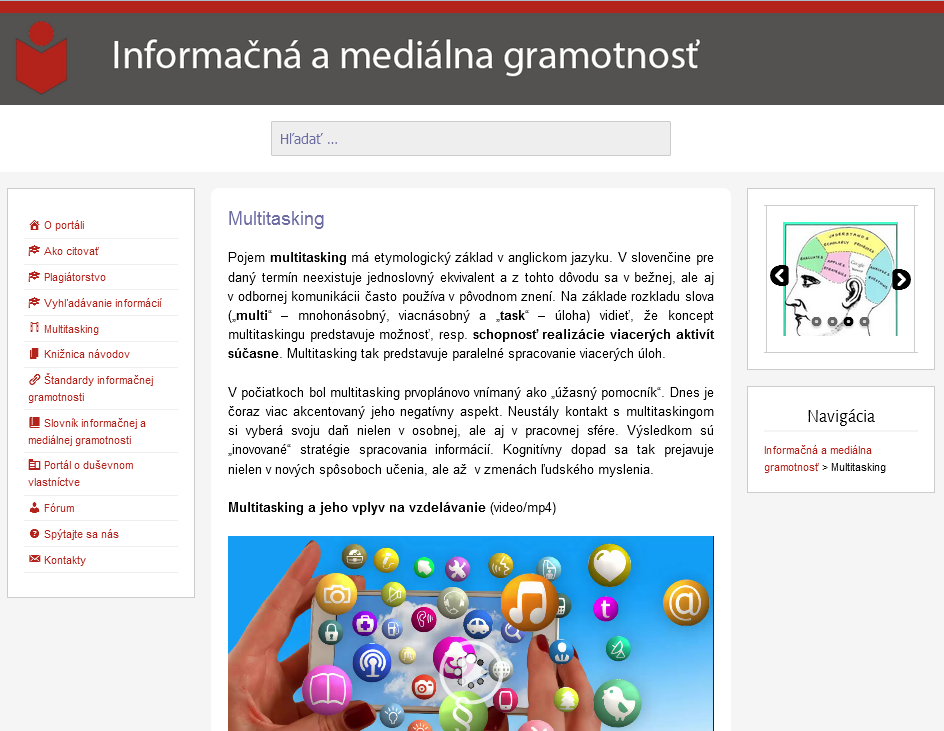 Informačná a mediálna gramotnosť
Hľadať ...
O portáli
Ako citovať
Plagiátorstvo
Vyhľadávanie informácií
Multitasking
Knižnica návodov
Štandardy informačnej
gramotnosti
Slovník informačnej a
mediálnej gramotnosti
Portál o duševnom
vlastníctve
Fórum
Spýtajte sa nás
Kontakty
Multitasking
Pojem multitasking má etymologický základ v anglickom jazyku. V slovenčine pre
daný termín neexistuje jednoslovný ekvivalent a z tohto dôvodu sa v bežnej, ale aj
v odbornej komunikácii často používa v pôvodnom znení. Na základe rozkladu slova
(„multi“ – mnohonásobný, viacnásobný a „task“ – úloha) vidieť, že koncept
multitaskingu predstavuje možnosť, resp. schopnosť realizácie viacerých aktivít
súčasne. Multitasking tak predstavuje paralelné spracovanie viacerých úloh.
V počiatkoch bol multitasking prvoplánovo vnímaný ako „úžasný pomocník“. Dnes je
čoraz viac akcentovaný jeho negatívny aspekt. Neustály kontakt s multitaskingom
si vyberá svoju daň nielen v osobnej, ale aj v pracovnej sfére. Výsledkom sú
„inovované“ stratégie spracovania informácií. Kognitívny dopad sa tak prejavuje
nielen v nových spôsoboch učenia, ale až v zmenách ľudského myslenia.
Multitasking a jeho vplyv na vzdelávanie (video/mp4)
@
t
§
UNDERSTANDS
EVALUATES
Navigácia
Informačná a mediálna
gramotnosť > Multitasking